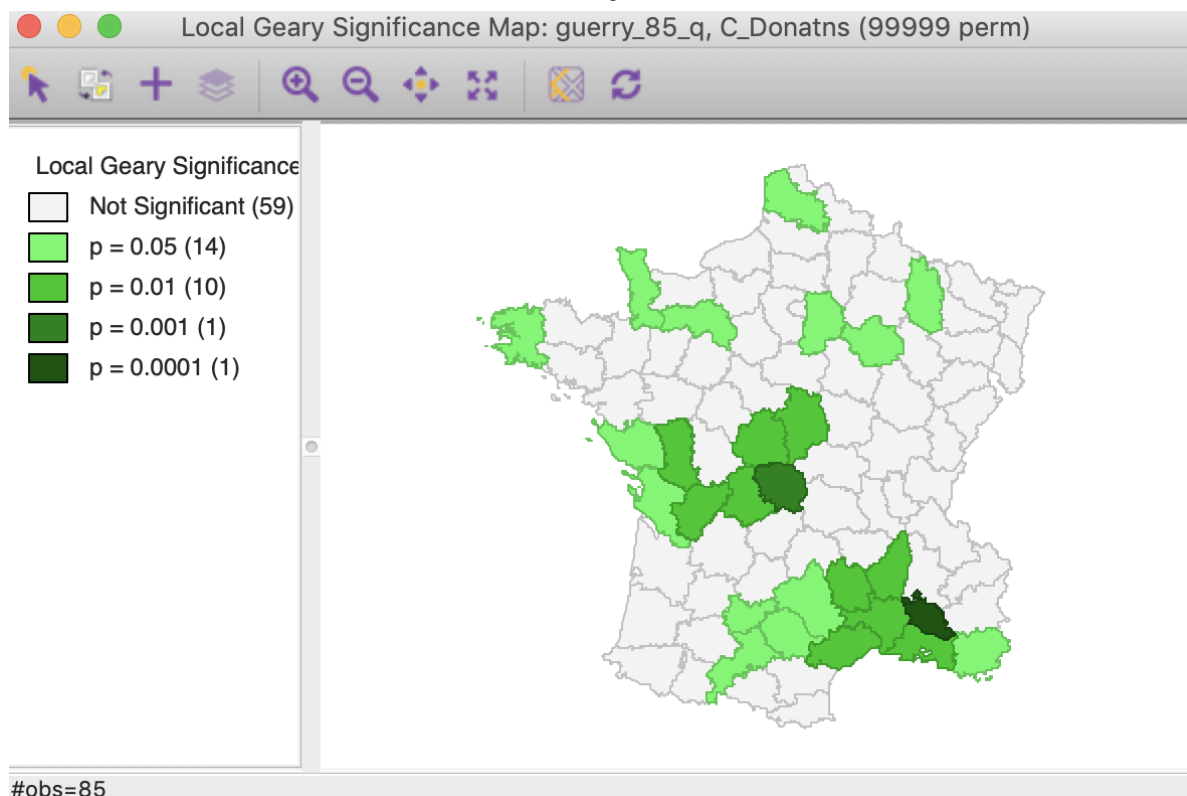 Local Geary Significance Map: guerry_85_q, C_Donatns (99999 perm)
Local Geary Significance
Not Significant (59)
p = 0.05 (14)
p = 0.01 (10)
p = 0.001 (1)
p = 0.0001 (1)
#obs=85